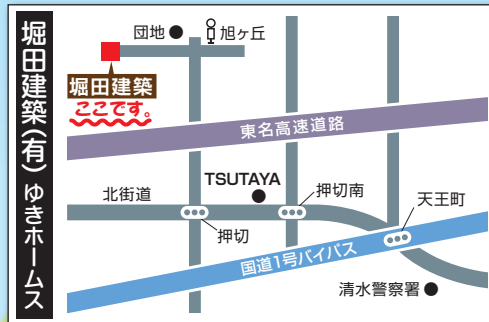 堀田建築(有) ゆきホームス
団地
旭ヶ丘
堀田建築
ここです。
東名高速道路
TSUTAYA
北街道
押切南
天王町
押切
国道1号バイパス
清水警察署